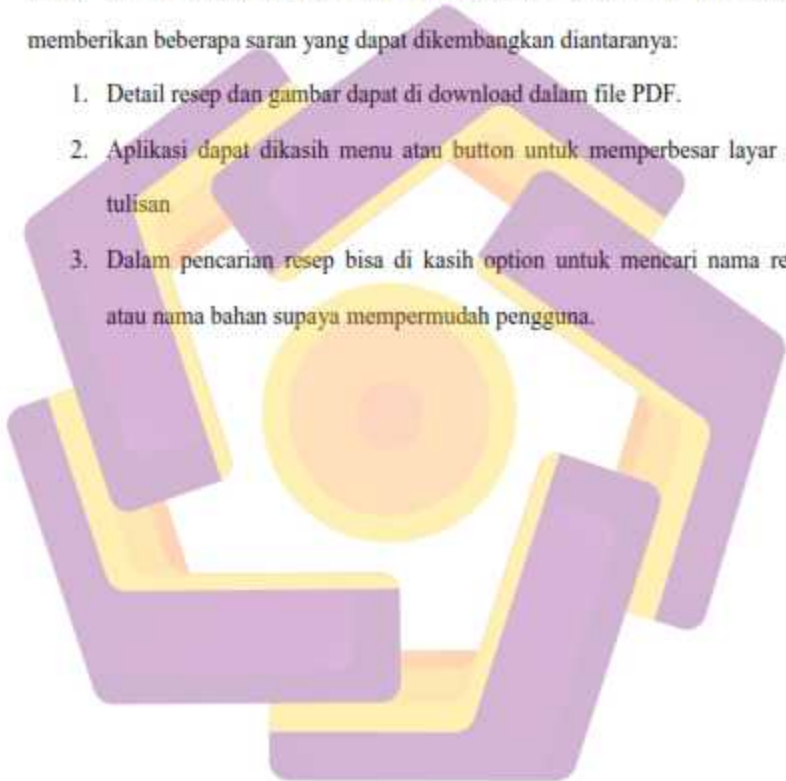 memberikan beberapa saran yang dapat dikembangkan diantaranya:
1. Detail resep dan gambar dapat di download dalam file PDF.
2. Aplikasi dapat dikasih menu atau button untuk memperbesar layar
tulisan
3. Dalam pencarian resep bisa di kasih option untuk mencari nama re
atau nama bahan supaya mempermudah pengguna.